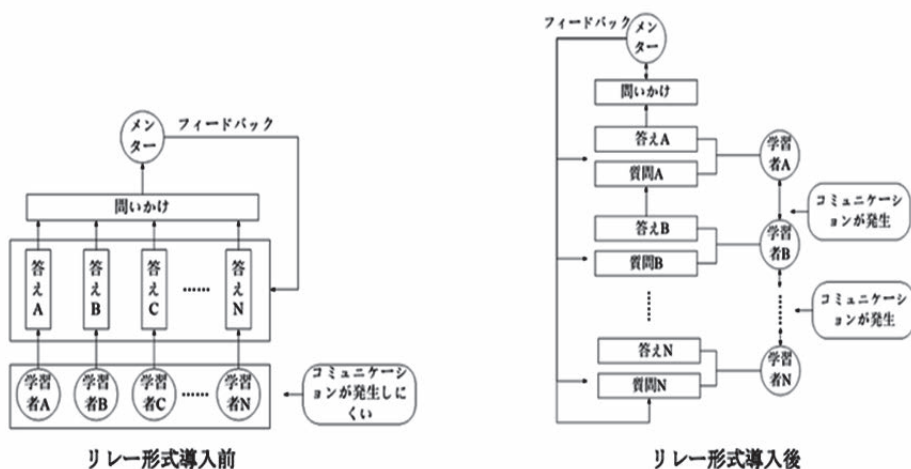 メン
ター
フィードバック
問いかけ
答えA
答えB
答えC
……
答えN
学習
者A
学習
者B
学習
者C
……
学習
者N
コミュニケーシ
ョンが発生しに
くい
リレー形式導入前
フィードバック
メン
ター
問いかけ
答えA
質問A
学習
者A
コミュニケーシ
ョンが発生
答えB
質問B
学習
者B
……
……
コミュニケーシ
ョンが発生
答えN
質問N
学習
者N
リレー形式導入後